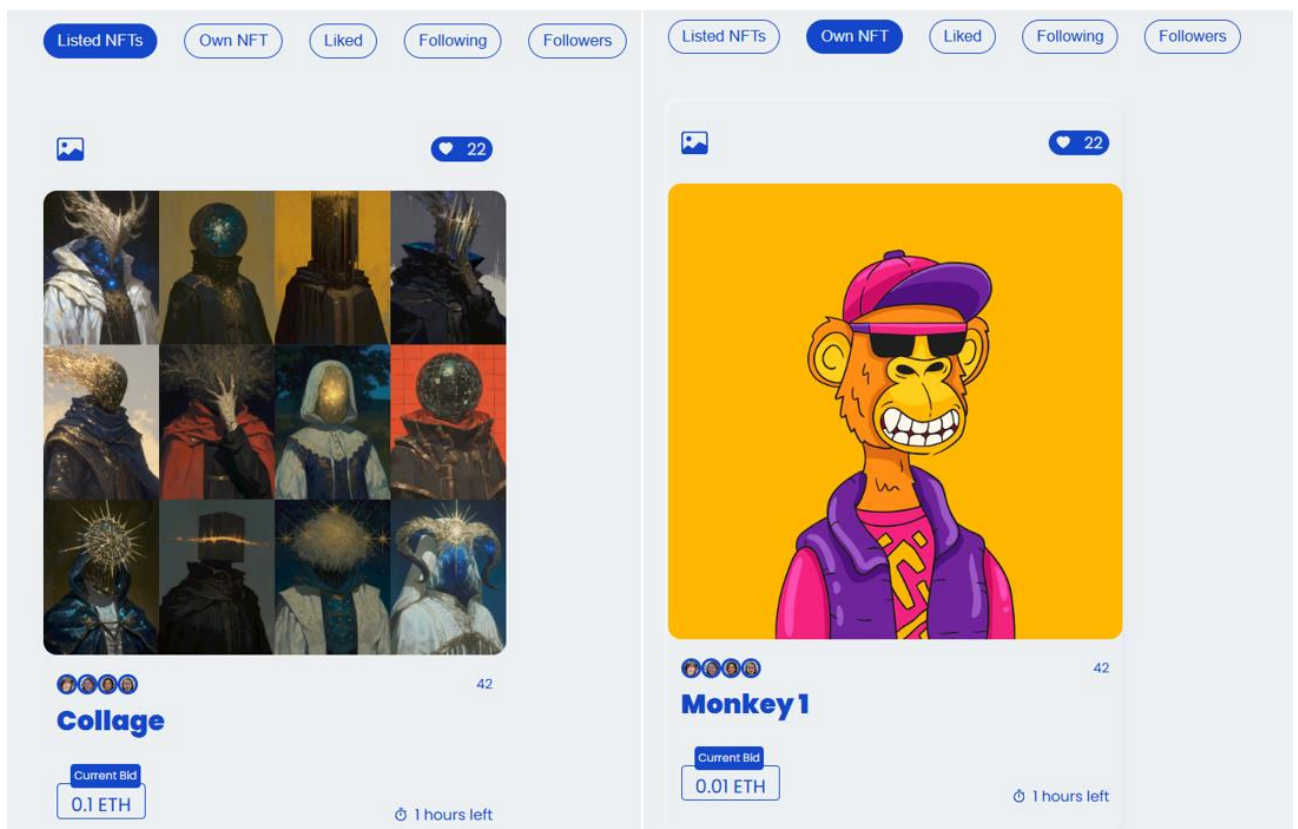 Listed NFTs Own NFT Liked Following Followers
22
42
Collage
Current Bid
0.1 ETH
1 hours left
Listed NFTs Own NFT Liked Following Followers
22
42
Monkey 1
Current Bid
0.01 ETH
1 hours left